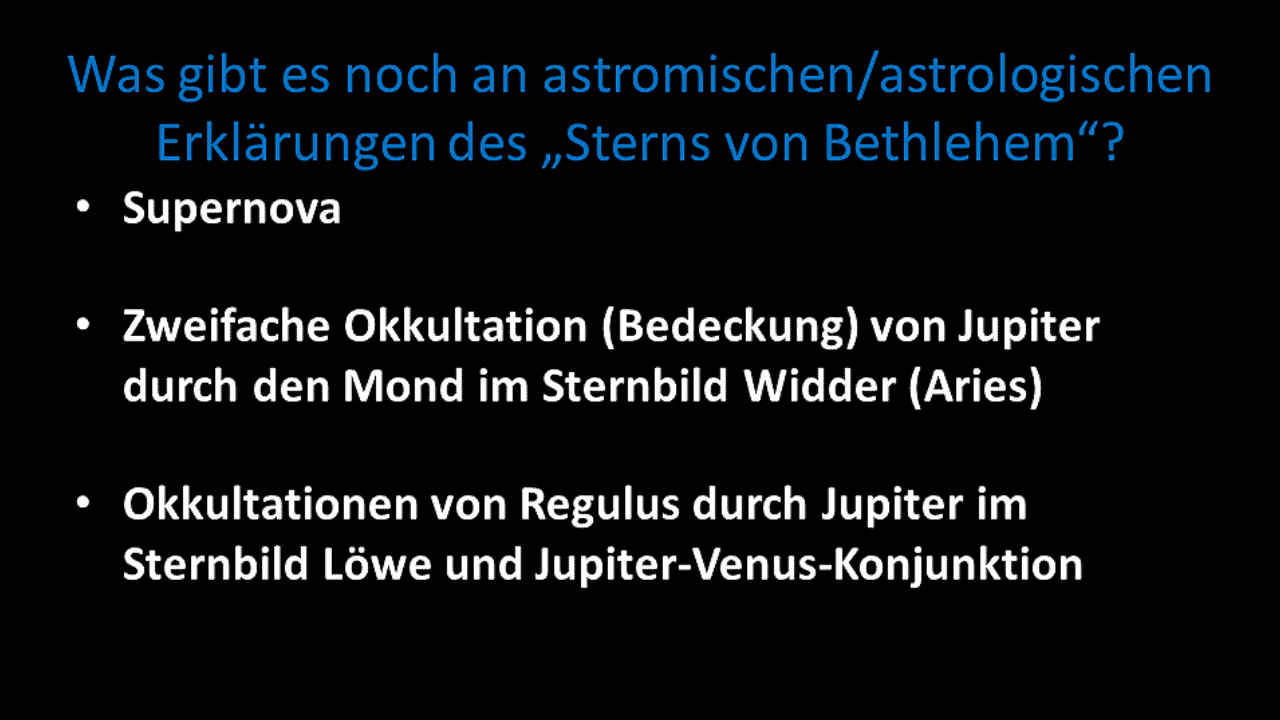 Was gibt es noch an astromischen/astrologischen
Erklärungen des „Sterns von Bethlehem“?
• Supernova
• Zweifache Okkultation (Bedeckung) von Jupiter
durch den Mond im Sternbild Widder (Aries)
• Okkultationen von Regulus durch Jupiter im
Sternbild Löwe und Jupiter-Venus-Konjunktion